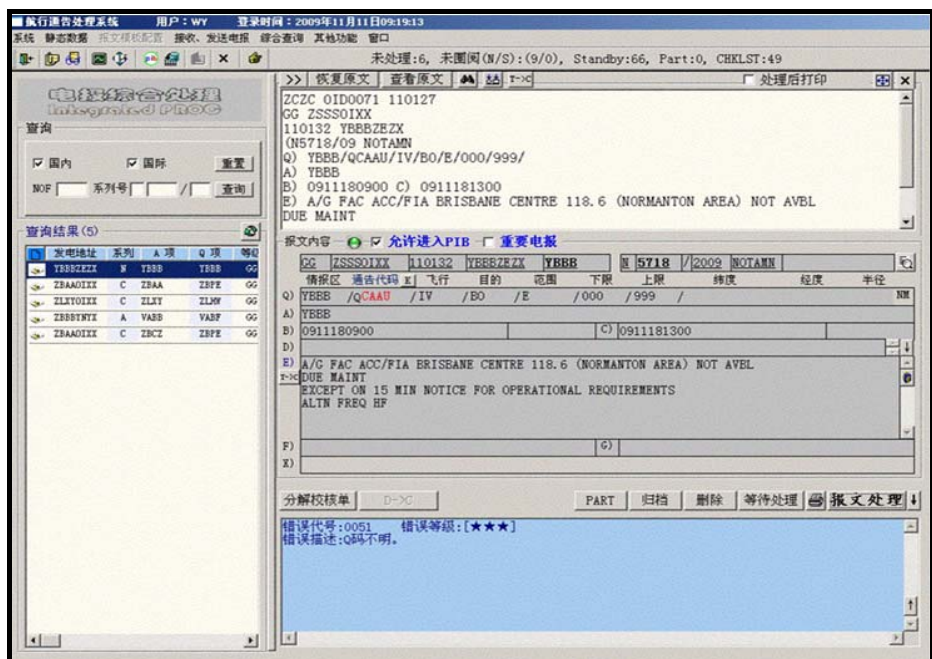 航行通告处理系统 用户:WY 登录时间:2009年11月11日09:19:13
系统 静态数据 报文模板配置 接收、发送电报 综合查询 其他功能 窗口
未处理:6, 未圈阅(N/S):(9/0), Standby:66, Part:0, CHKLST:49
>> 恢复原文 查看原文 T->C 处理后打印
电报综合处理
Integrated PROC
ZCZC OID0071 110127
GG ZSSSOIXX
110132 YBBBZEZX
(N5718/09 NOTAMN
Q) YBBB/QCAAU/IV/BO/E/000/999/
A) YBBB
B) 0911180900 C) 0911181300
E) A/G FAC ACC/FIA BRISBANE CENTRE 118.6 (NORMANTON AREA) NOT AVBL
DUE MAINT
查询
国内 国际 重置
NOF 系列号 / 查询
查询结果(5)
发电地址 系列 A 项 Q 项 等级
YBBBZEZX N YBBB YBBB GG
ZBAAOIXX C ZBAA ZBPE GG
ZLXYOIXX C ZLXY ZLHW GG
ZBBBYNYX A VABB VABF GG
ZBAAOIXX C ZBCZ ZBPE GG
报文内容 允许进入PIB 重要电报
GG ZSSSOIXX 110132 YBBBZEZX YBBB N 5718 /2009 NOTAMN
情报区 通告代码 E 飞行 目的 范围 下限 上限 纬度 经度 半径
Q) YBBB /QCAAU /IV /BO /E /000 /999 / NM
A) YBBB
B) 0911180900 C) 0911181300
D)
E) A/G FAC ACC/FIA BRISBANE CENTRE 118.6 (NORMANTON AREA) NOT AVBL
T->C DUE MAINT
EXCEPT ON 15 MIN NOTICE FOR OPERATIONAL REQUIREMENTS
ALTN FREQ HF
F) G)
X)
分解校核单 D->C PART 归档 删除 等待处理 报文处理
错误代号:0051 错误等级:[★★★]
错误描述:Q码不明。